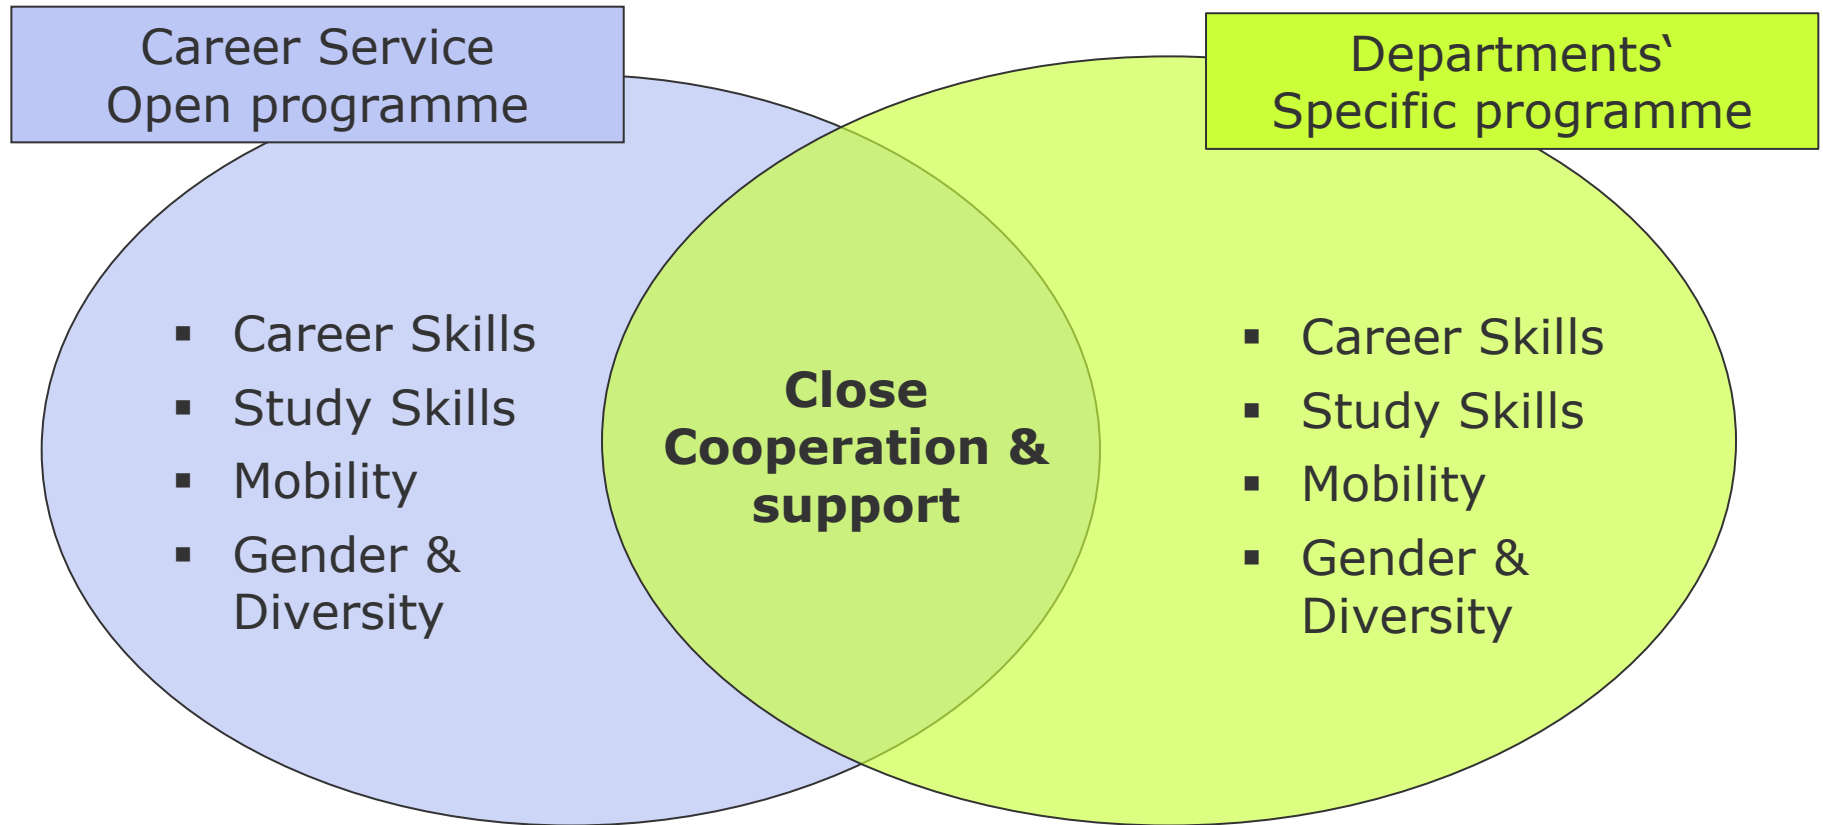 Career Service
Open programme
Departments‘
Specific programme
▪ Career Skills
▪ Study Skills
▪ Mobility
▪ Gender &
Diversity
Close
Cooperation &
support
▪ Career Skills
▪ Study Skills
▪ Mobility
▪ Gender &
Diversity